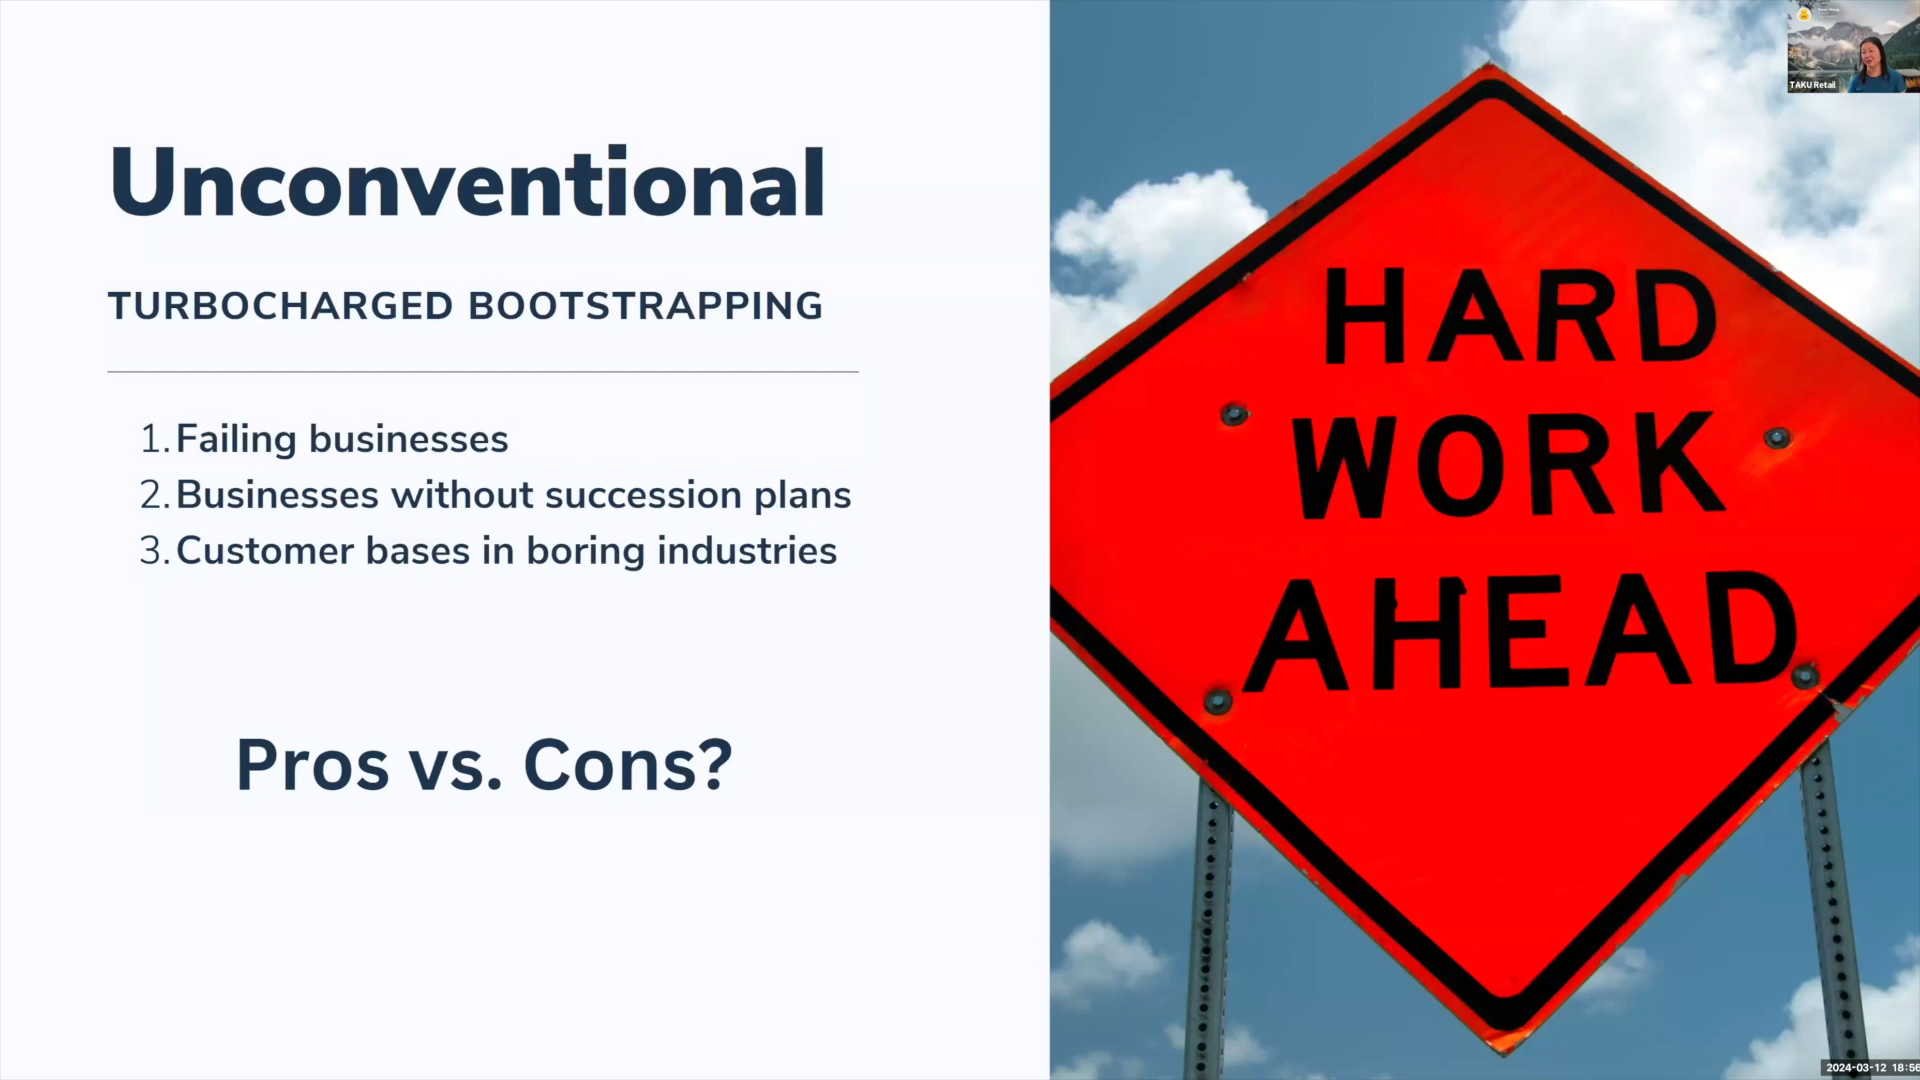 Unconventional
TURBOCHARGED BOOTSTRAPPING
1. Failing businesses
2. Businesses without succession plans
3. Customer bases in boring industries
Pros vs. Cons?
HARD
WORK
AHEAD
TAKU Retail
2024-03-12 18:56